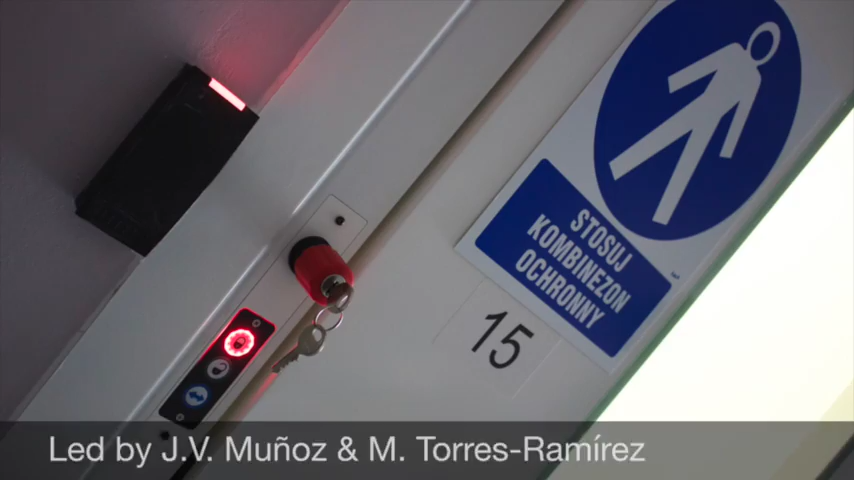 STOSUJ
KOMBINEZON
OCHRONNY
15
Led by J.V. Muñoz & M. Torres-Ramírez